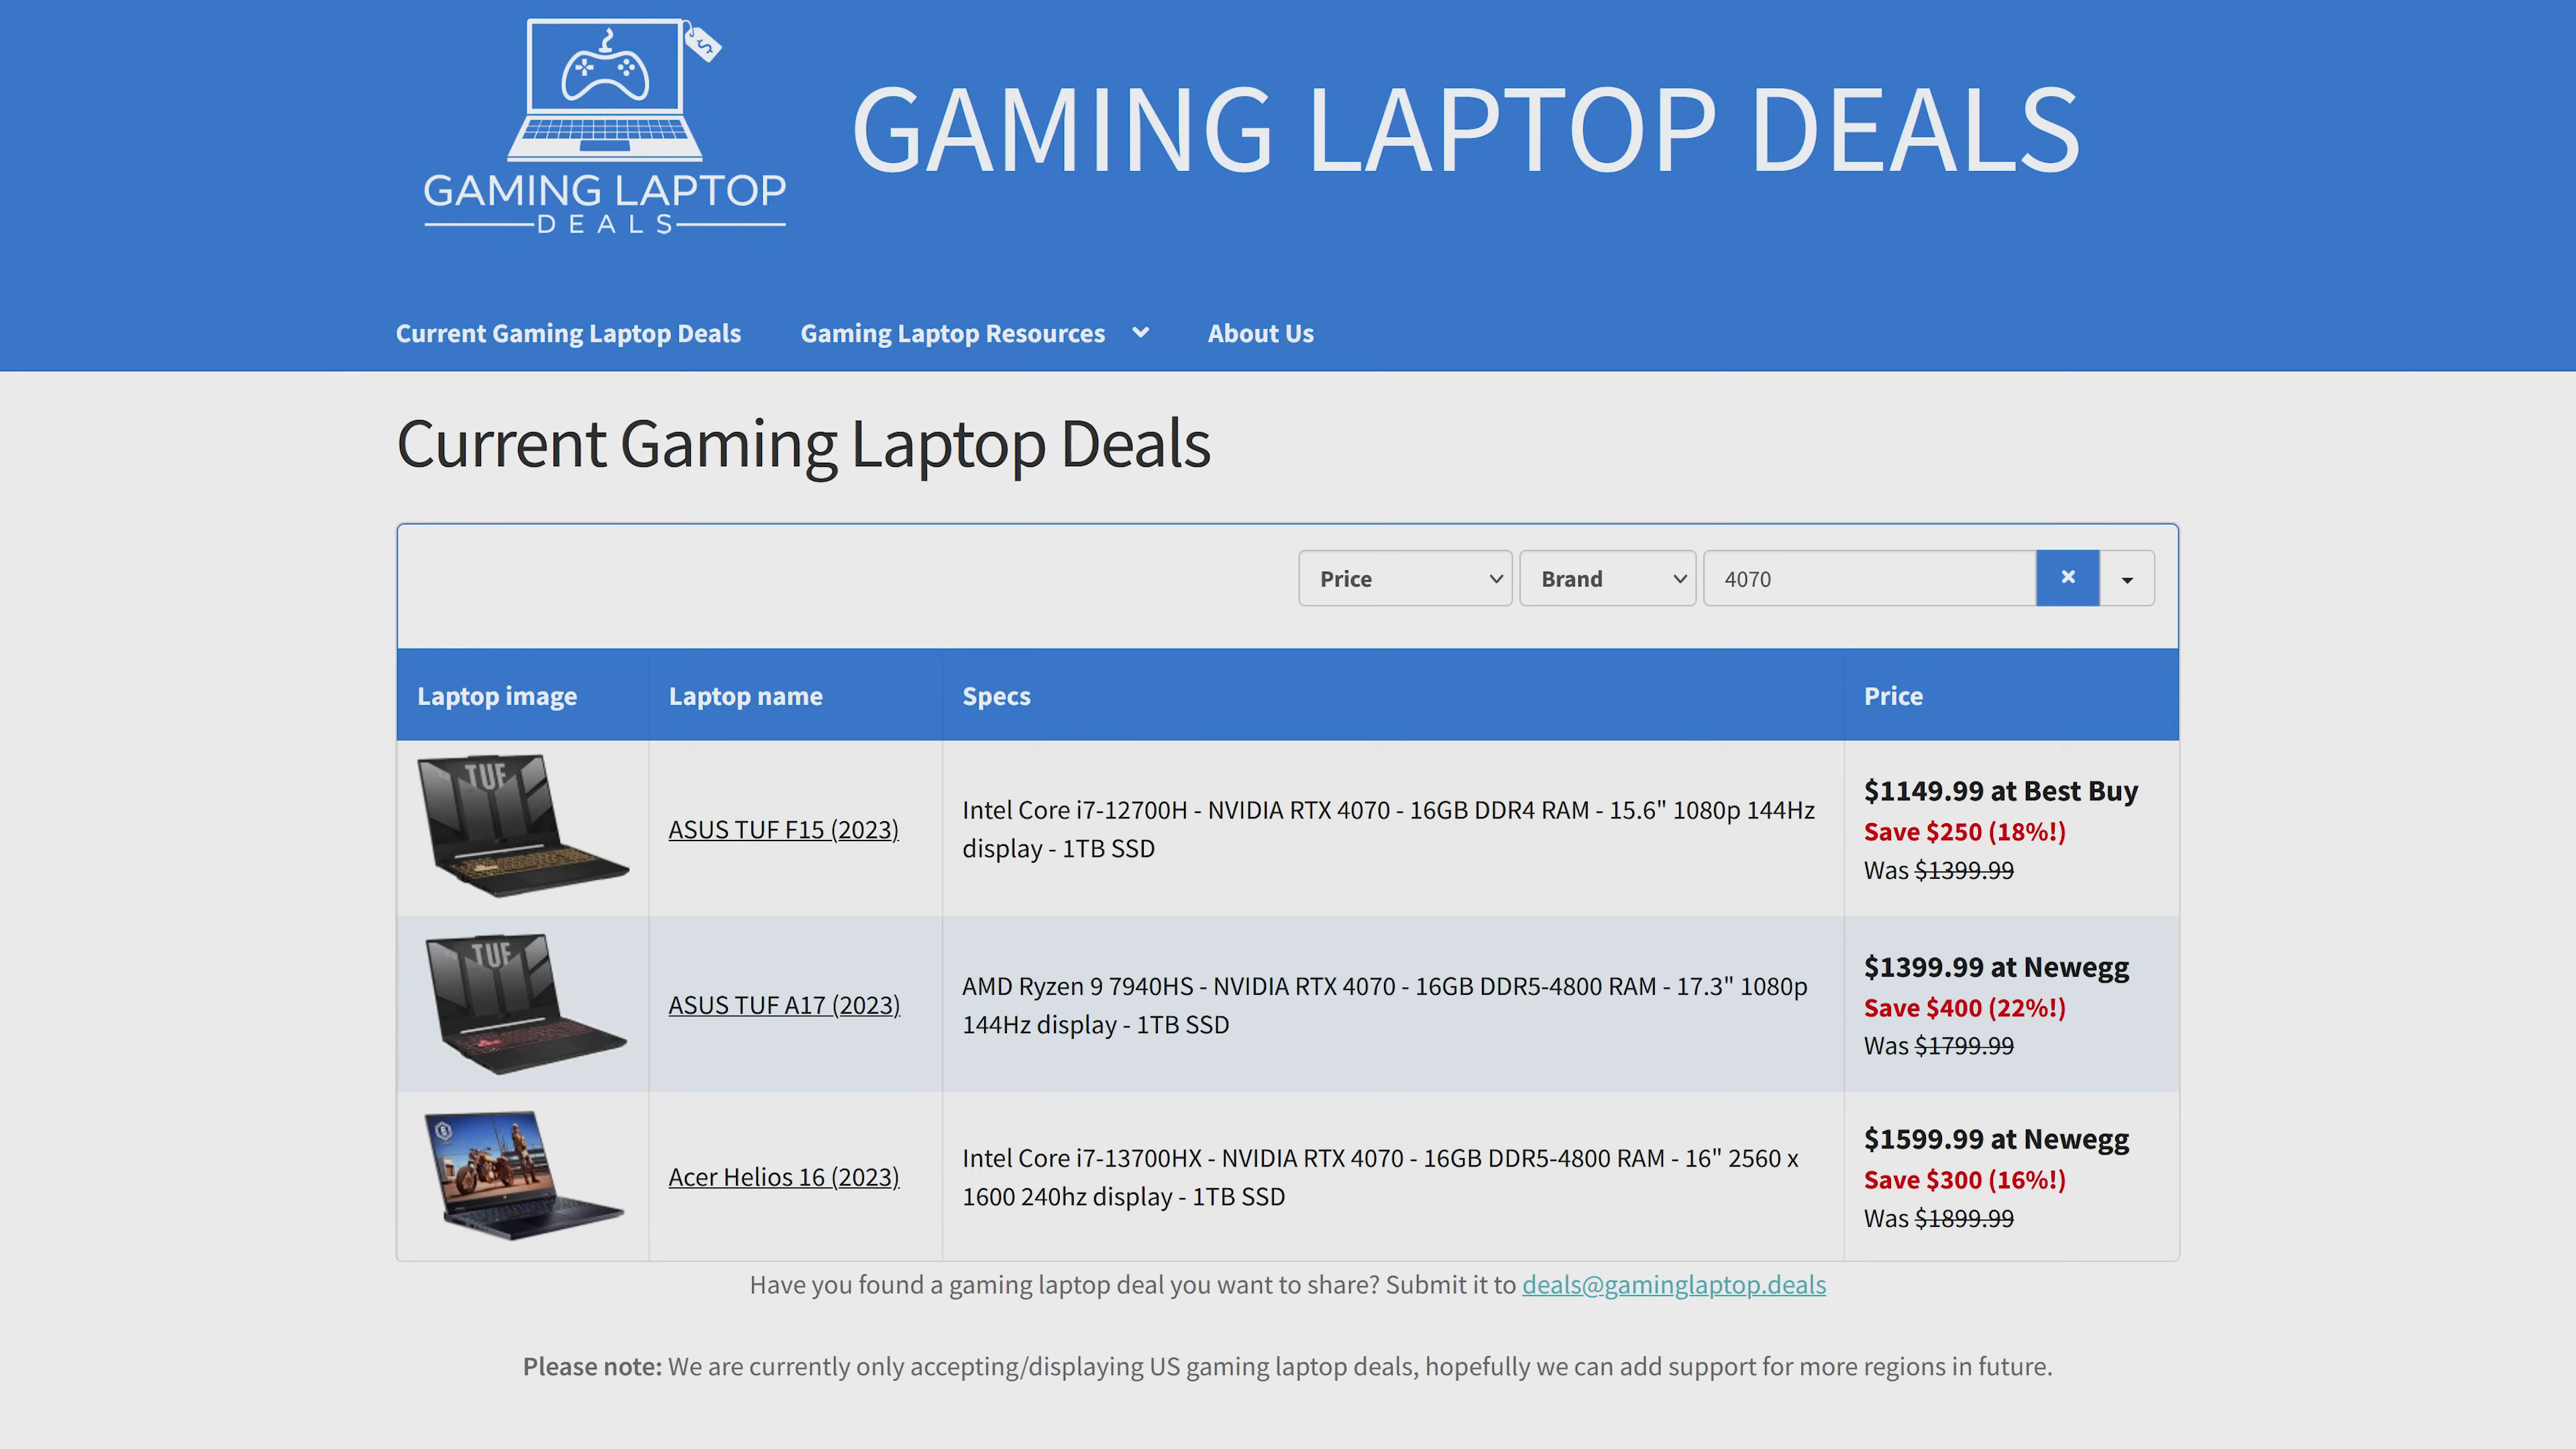 GAMING LAPTOP
DEALS
GAMING LAPTOP DEALS
Current Gaming Laptop Deals
Gaming Laptop Resources
About Us
Current Gaming Laptop Deals
Price
Brand
4070
Laptop image
Laptop name
Specs
Price
TUF
ASUS TUF F15 (2023)
Intel Core i7-12700H - NVIDIA RTX 4070 - 16GB DDR4 RAM - 15.6" 1080p 144Hz
display - 1TB SSD
$1149.99 at Best Buy
Save $250 (18%!)
Was $1399.99
TUF
ASUS TUF A17 (2023)
AMD Ryzen 9 7940HS - NVIDIA RTX 4070 - 16GB DDR5-4800 RAM - 17.3" 1080p
144Hz display - 1TB SSD
$1399.99 at Newegg
Save $400 (22%!)
Was $1799.99
Acer Helios 16 (2023)
Intel Core i7-13700HX - NVIDIA RTX 4070 - 16GB DDR5-4800 RAM - 16" 2560 x
1600 240hz display - 1TB SSD
$1599.99 at Newegg
Save $300 (16%!)
Was $1899.99
Have you found a gaming laptop deal you want to share? Submit it to deals@gaminglaptop.deals
Please note: We are currently only accepting/displaying US gaming laptop deals, hopefully we can add support for more regions in future.